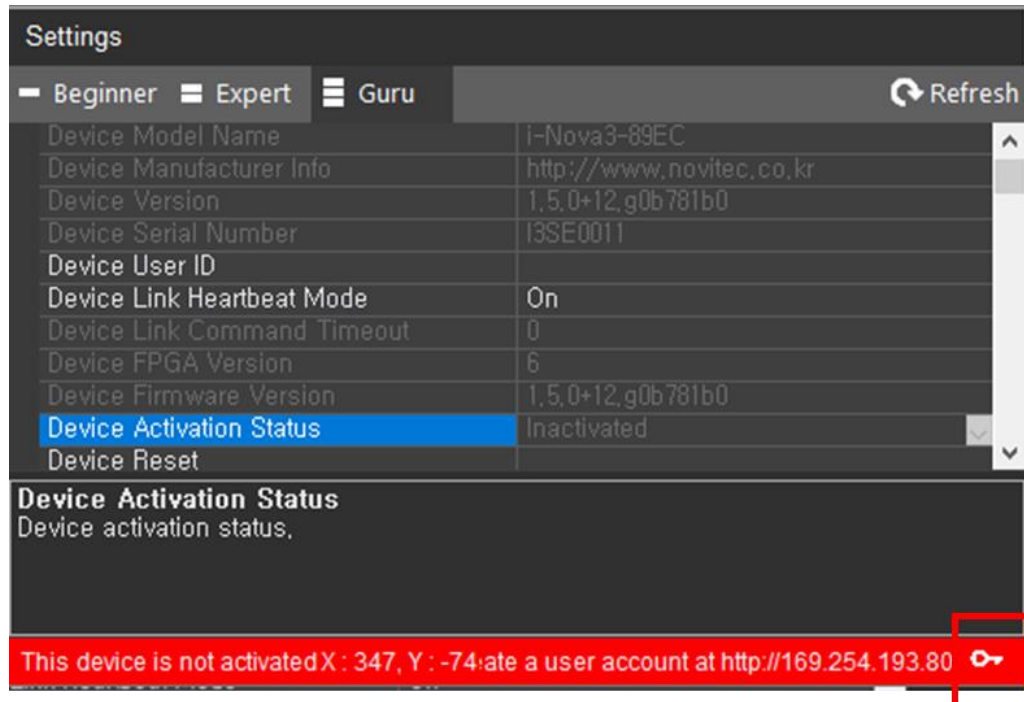 Settings
Beginner Expert Guru Refresh
Device Model Name i-Nova3-89EC
Device Manufacturer Info http://www.novitec.co.kr
Device Version 1.5.0+12.g0b781b0
Device Serial Number I3SE0011
Device User ID
Device Link Heartbeat Mode On
Device Link Command Timeout 0
Device FPGA Version 6
Device Firmware Version 1.5.0+12.g0b781b0
Device Activation Status Inactivated
Device Reset
Device Activation Status
Device activation status.
This device is not activated X : 347, Y : -74 ate a user account at http://169.254.193.80